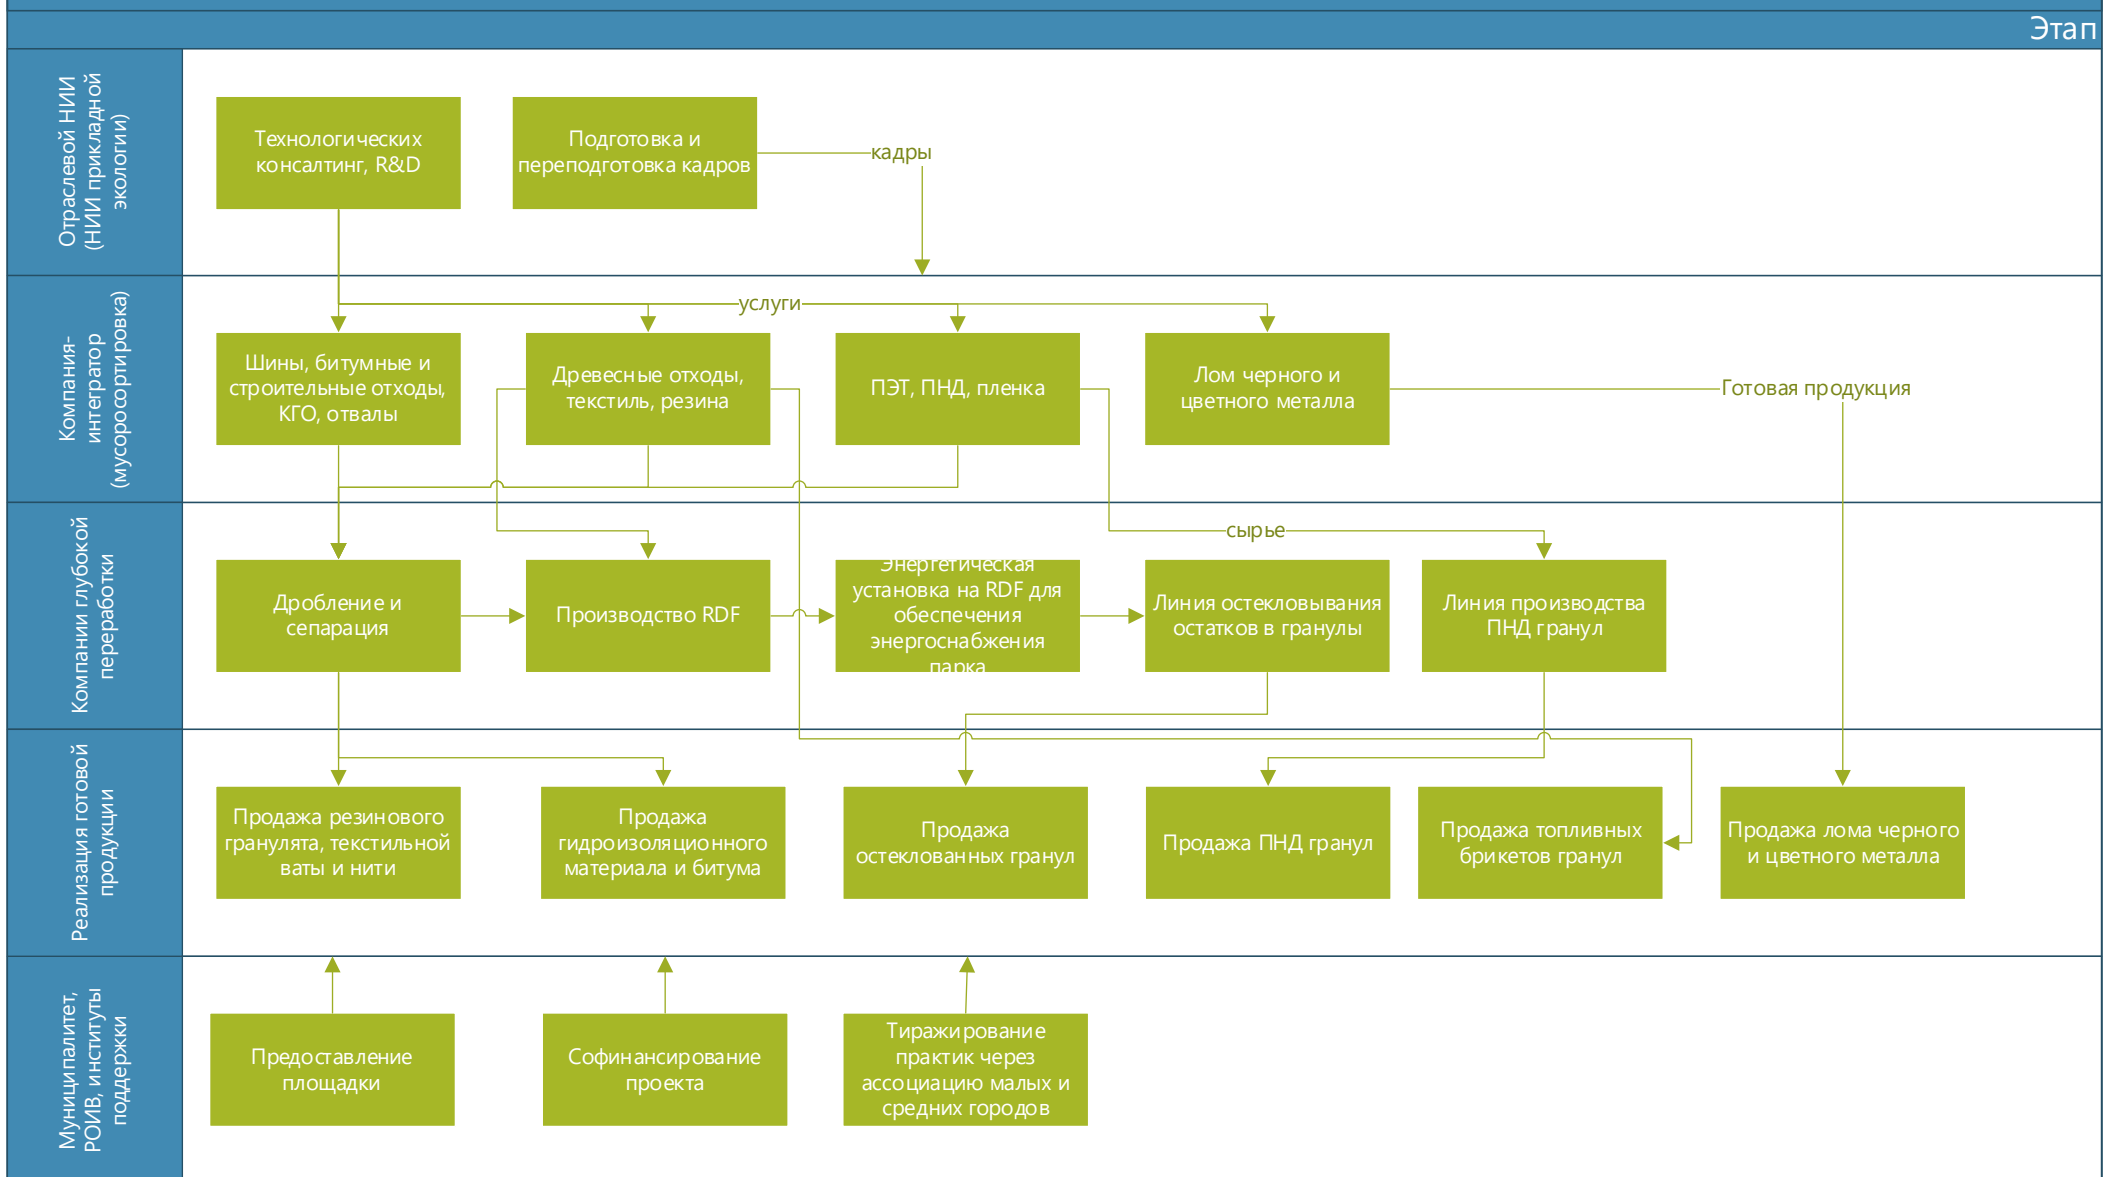 Этап
Отраслевой НИИ
(НИИ прикладной
экологии)
Технологических
консалтинг, R&D
Подготовка и
переподготовка кадров
кадры
Компания-
интегратор
(мусоросортировка)
услуги
Шины, битумные и
строительные отходы,
КГО, отвалы
Древесные отходы,
текстиль, резина
ПЭТ, ПНД, пленка
Лом черного и
цветного металла
Готовая продукция
Компании глубокой
переработки
сырье
Дробление и
сепарация
Производство RDF
Энергетическая
установка на RDF для
обеспечения
энергоснабжения
парка
Линия остекловывания
остатков в гранулы
Линия производства
ПНД гранул
Реализация готовой
продукции
Продажа резинового
гранулята, текстильной
ваты и нити
Продажа
гидроизоляционного
материала и битума
Продажа
остеклованных гранул
Продажа ПНД гранул
Продажа топливных
брикетов гранул
Продажа лома черного
и цветного металла
Муниципалитет,
РОИВ, институты
поддержки
Предоставление
площадки
Софинансирование
проекта
Тиражирование
практик через
ассоциацию малых и
средних городов